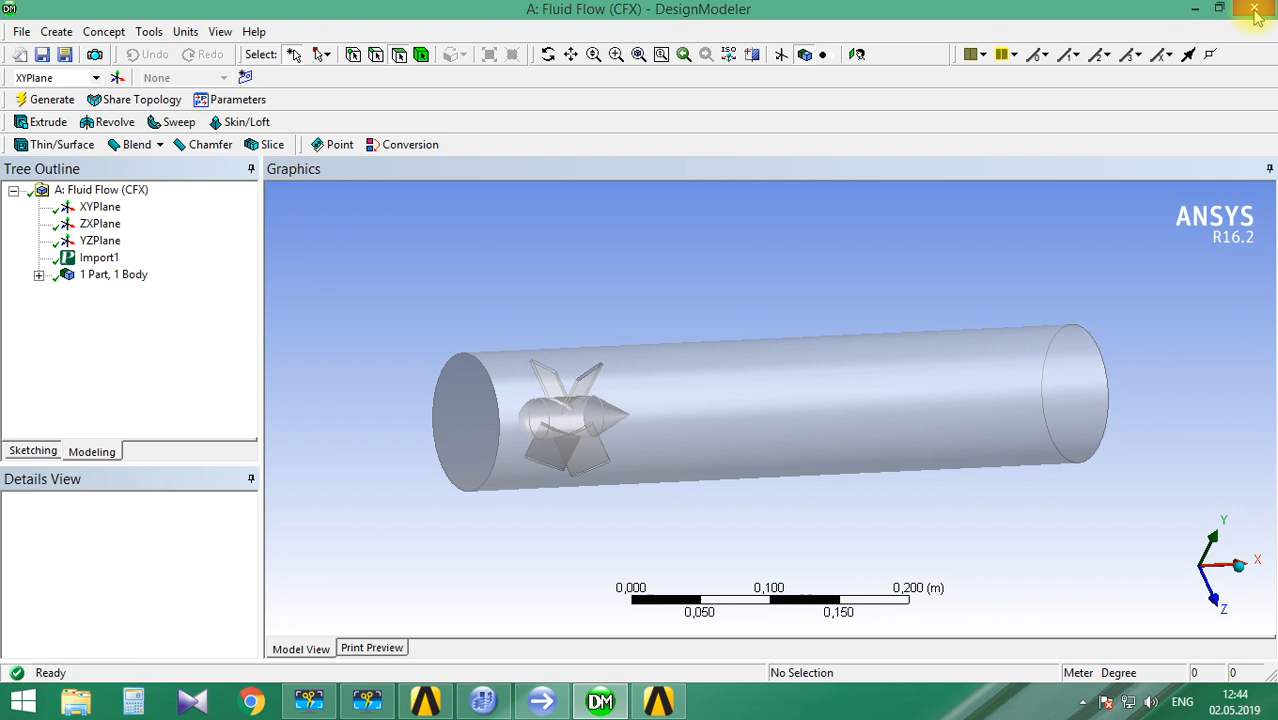 A: Fluid Flow (CFX) - DesignModeler
File Create Concept Tools Units View Help
Undo Redo Select:
XYPlane None
Generate Share Topology Parameters
Extrude Revolve Sweep Skin/Loft
Thin/Surface Blend Chamfer Slice Point Conversion
Tree Outline
A: Fluid Flow (CFX)
XYPlane
ZXPlane
YZPlane
Import1
1 Part, 1 Body
Sketching Modeling
Details View
Graphics
ANSYS
R16.2
Y
X
Z
0,000 0,100 0,200 (m)
0,050 0,150
Model View Print Preview
Ready No Selection Meter Degree 0 0
DM ENG 12:44
02.05.2019